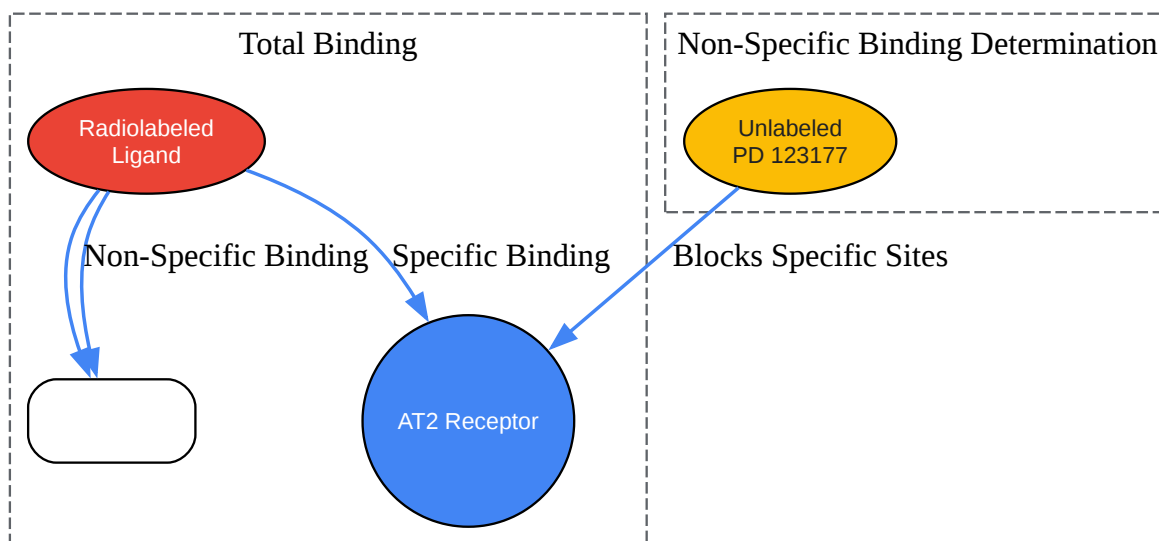 Total Binding
Non-Specific Binding Determination
Radiolabeled
Ligand
Unlabeled
PD 123177
Non-Specific Binding
Specific Binding
Blocks Specific Sites
AT2 Receptor